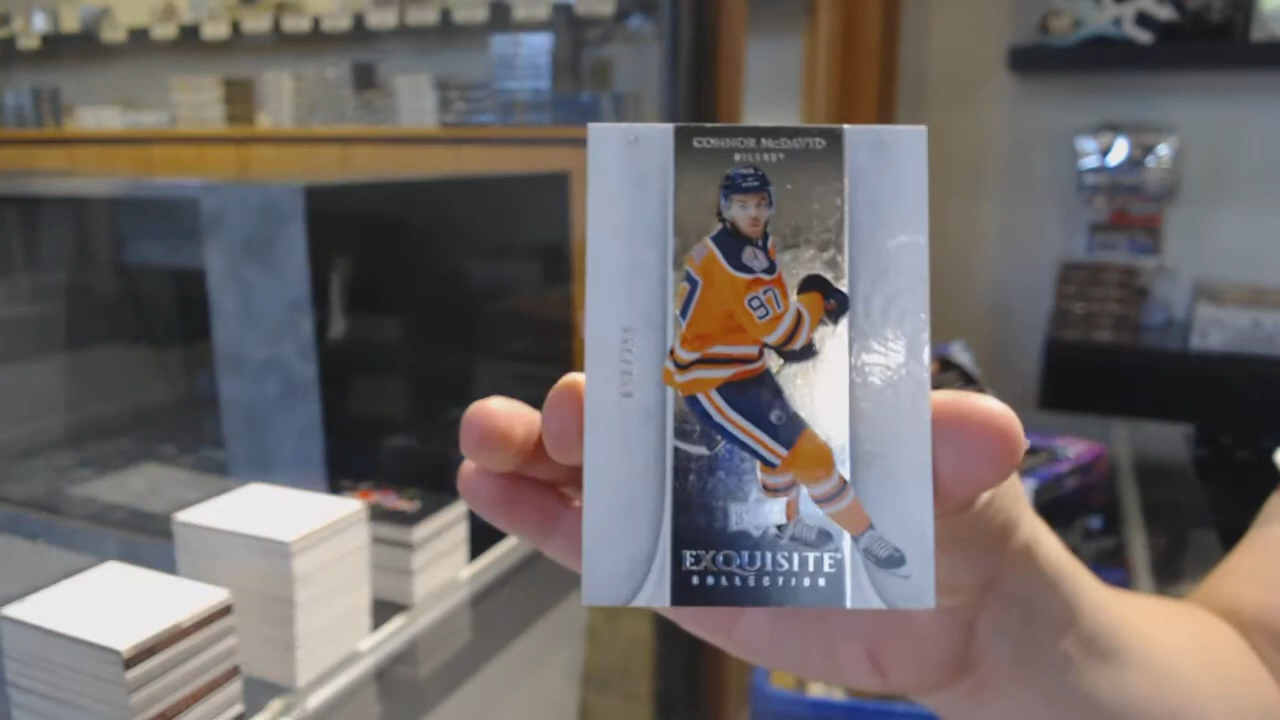 CONNOR McDAVID
OILERS
97
EXQUISITE
COLLECTION